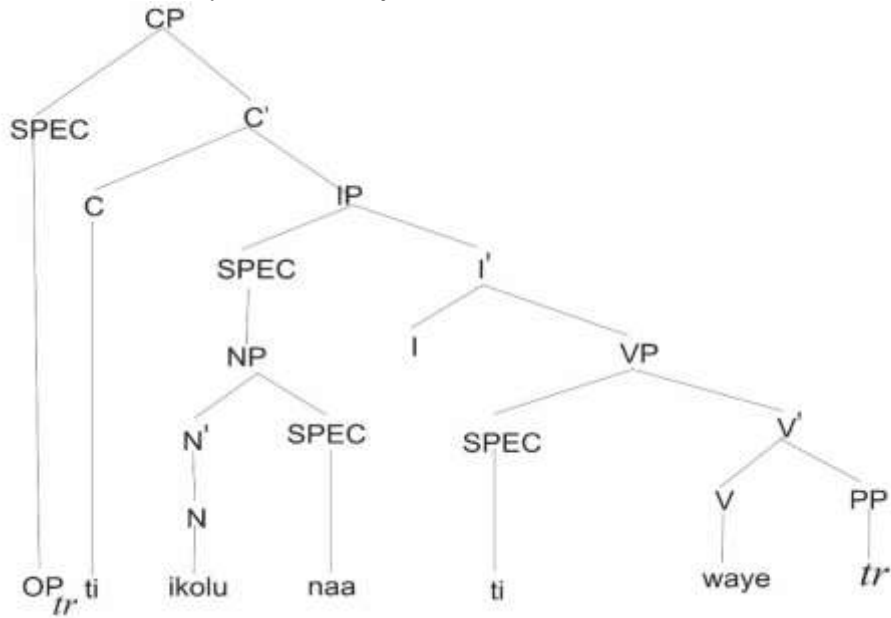 CP
SPEC C'
C IP
SPEC I'
NP I VP
N' SPEC SPEC V'
N V PP
OP tr ti ikolu naa ti waye tr